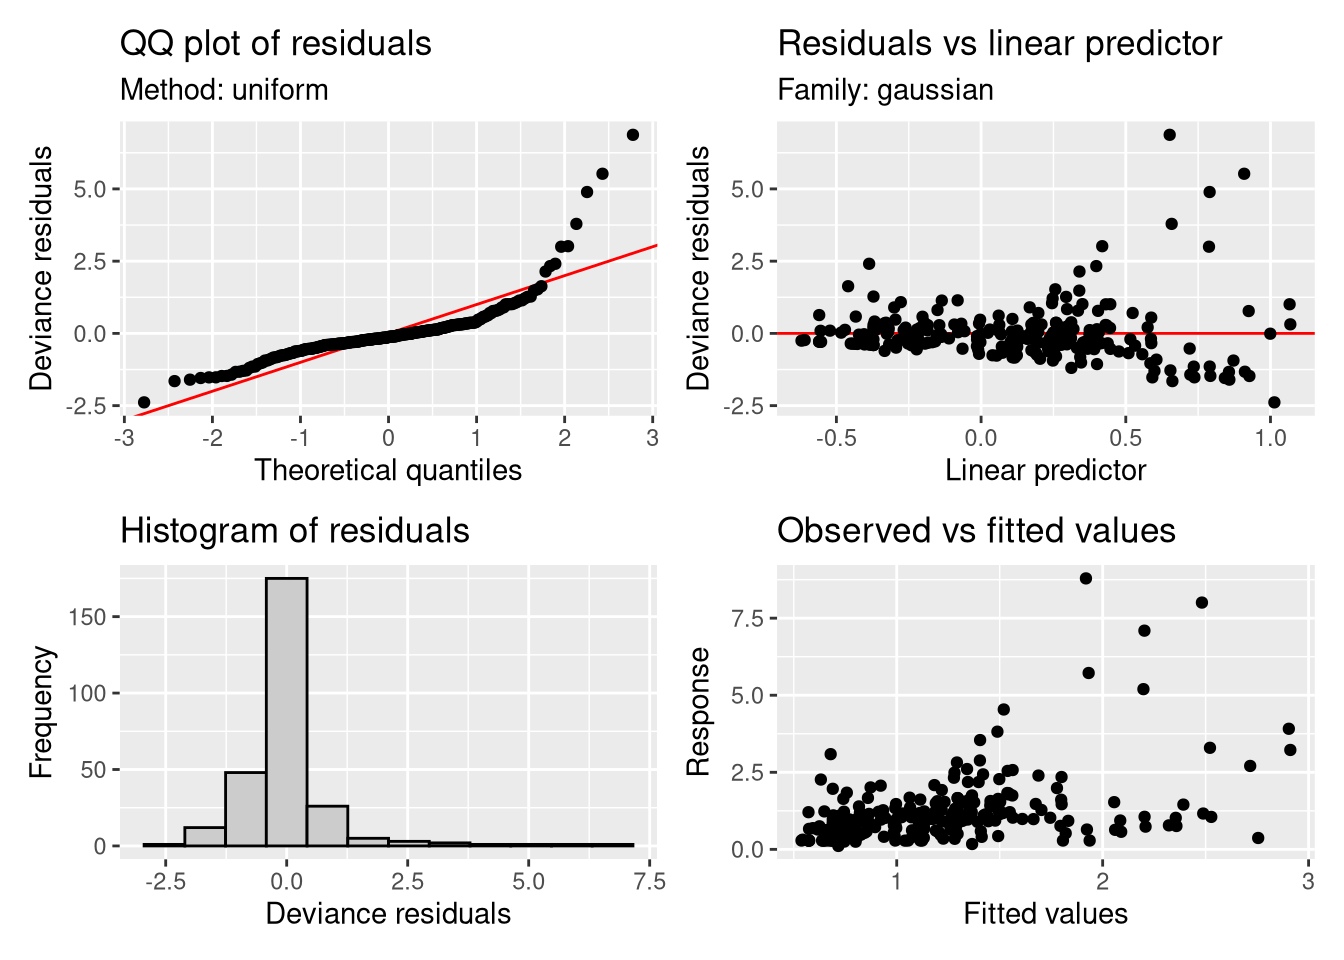 QQ plot of residuals
Method: uniform
Deviance residuals
5.0
2.5
0.0
-2.5
-3
-2
-1
0
1
2
3
Theoretical quantiles
Residuals vs linear predictor
Family: gaussian
Deviance residuals
5.0
2.5
0.0
-2.5
-0.5
0.0
0.5
1.0
Linear predictor
Histogram of residuals
Frequency
150
100
50
0
-2.5
0.0
2.5
5.0
7.5
Deviance residuals
Observed vs fitted values
Response
7.5
5.0
2.5
0.0
1
2
3
Fitted values